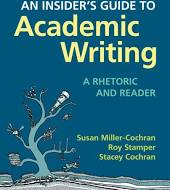 AN INSIDER'S GUIDE TO
Academic
Writing
A RHETORIC
AND READER
Susan Miller-Cochran
Roy Stamper
Stacey Cochran